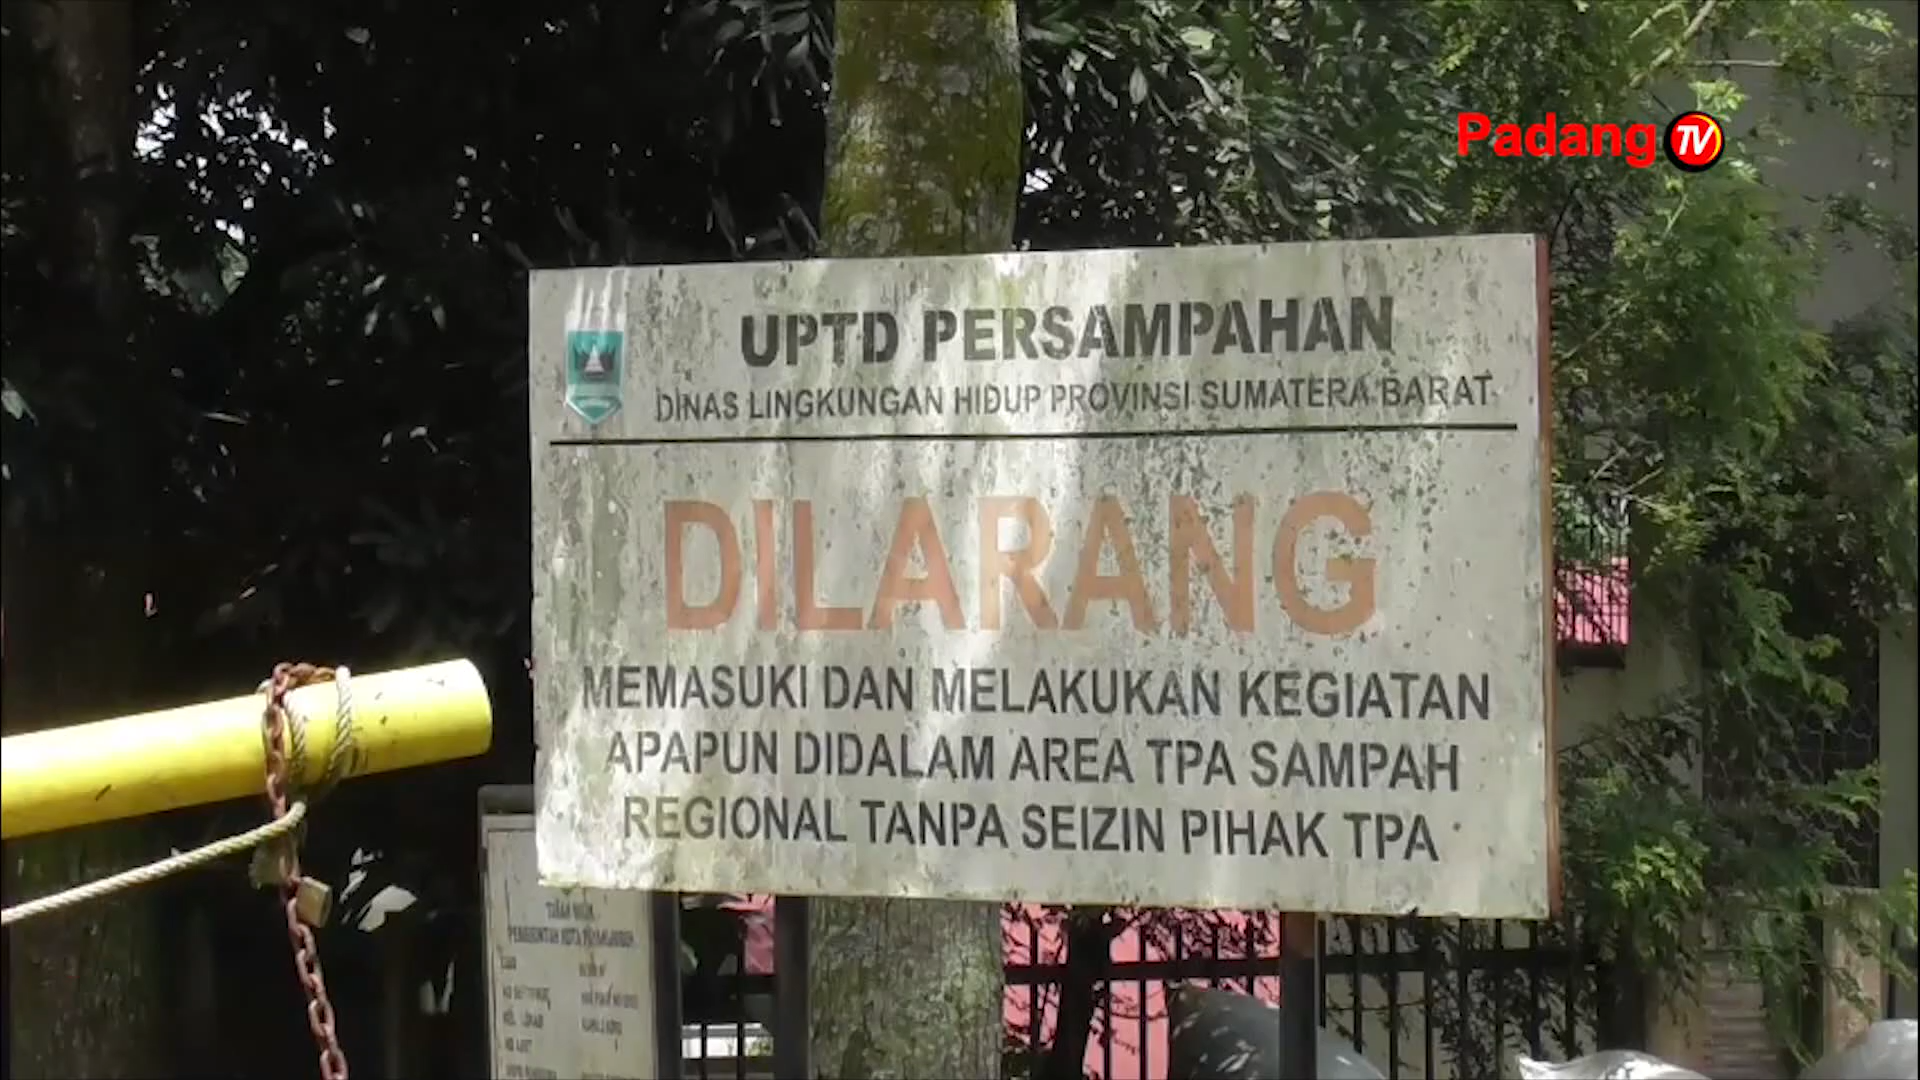 Padang TV
UPTD PERSAMPAHAN
DINAS LINGKUNGAN HIDUP PROVINSI SUMATERA BARAT
DILARANG
MEMASUKI DAN MELAKUKAN KEGIATAN
APAPUN DIDALAM AREA TPA SAMPAH
REGIONAL TANPA SEIZIN PIHAK TPA